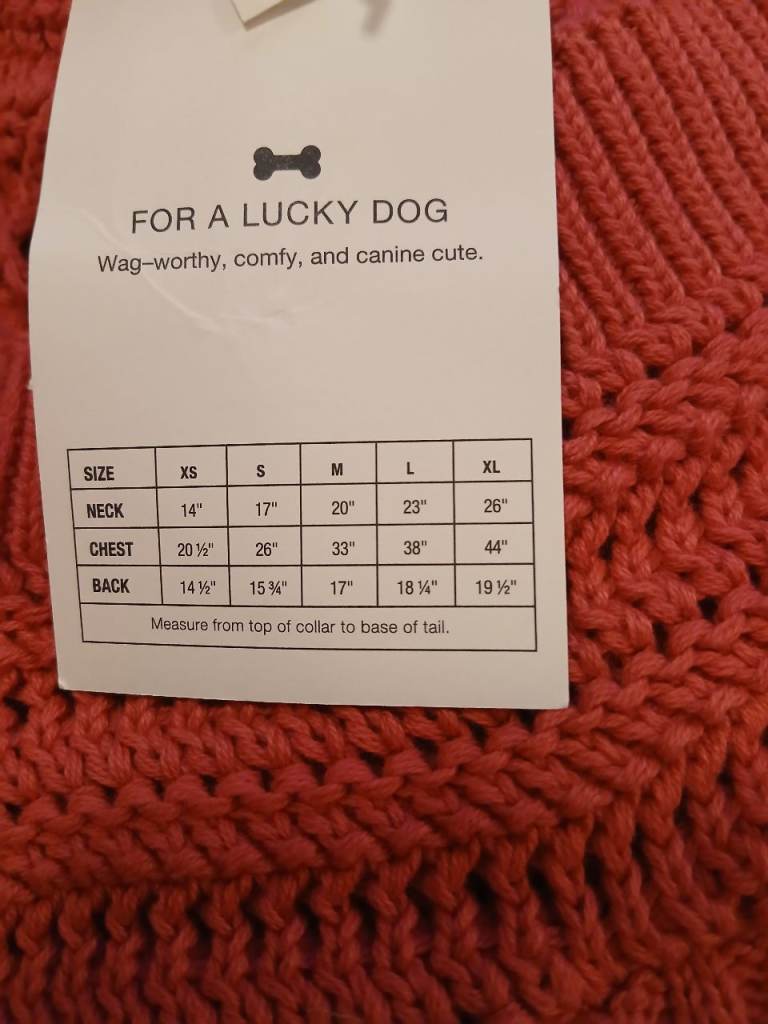 FOR A LUCKY DOG
Wag–worthy, comfy, and canine cute.
SIZE XS S M L XL
NECK 14" 17" 20" 23" 26"
CHEST 20 ½" 26" 33" 38" 44"
BACK 14 ½" 15 ¾" 17" 18 ¼" 19 ½"
Measure from top of collar to base of tail.